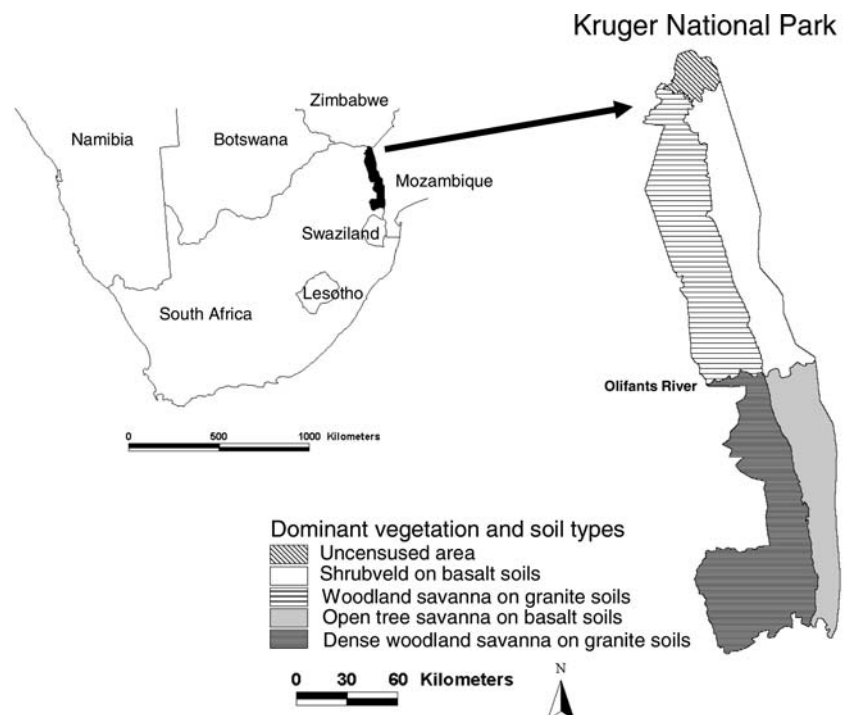 Kruger National Park
Zimbabwe
Namibia
Botswana
Mozambique
Swaziland
Lesotho
South Africa
Olifants River
0 500 1000 Kilometers
Dominant vegetation and soil types
Uncensused area
Shrubveld on basalt soils
Woodland savanna on granite soils
Open tree savanna on basalt soils
Dense woodland savanna on granite soils
0 30 60 Kilometers
N